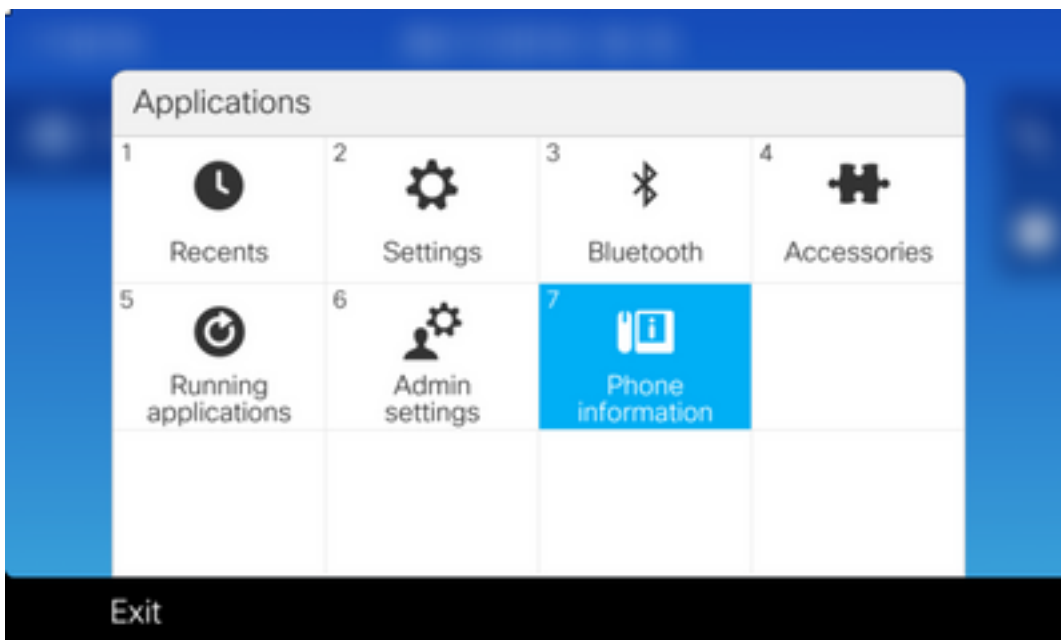 Applications
1
Recents
2
Settings
3
Bluetooth
4
Accessories
5
Running
applications
6
Admin
settings
7
Phone
information
Exit